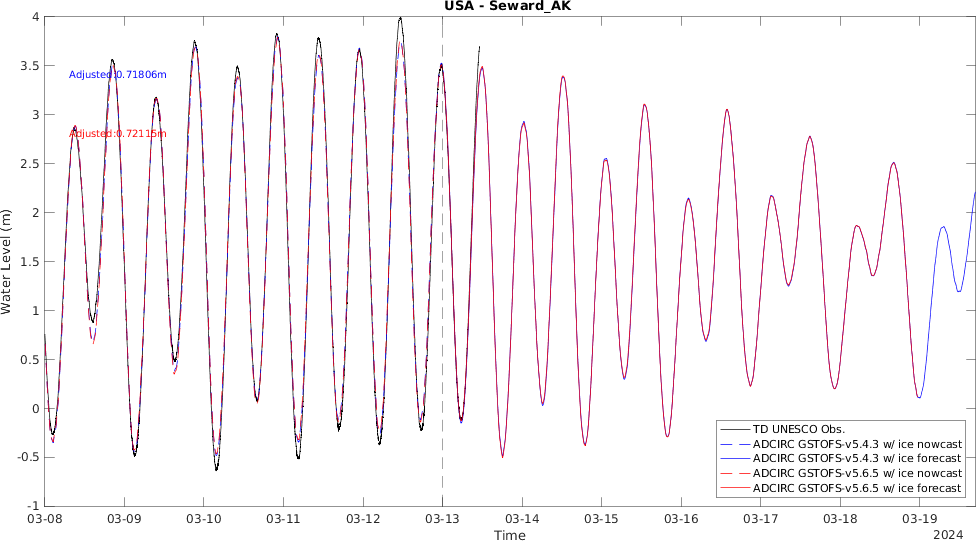 USA - Seward_AK
4
3.5
3
2.5
2
1.5
1
0.5
0
-0.5
-1
Water Level (m)
Adjusted:0.71806m
Adjusted:0.72115m
TD UNESCO Obs.
ADCIRC GSTOFS-v5.4.3 w/ ice nowcast
ADCIRC GSTOFS-v5.4.3 w/ ice forecast
ADCIRC GSTOFS-v5.6.5 w/ ice nowcast
ADCIRC GSTOFS-v5.6.5 w/ ice forecast
03-08 03-09 03-10 03-11 03-12 03-13 03-14 03-15 03-16 03-17 03-18 03-19
Time
2024